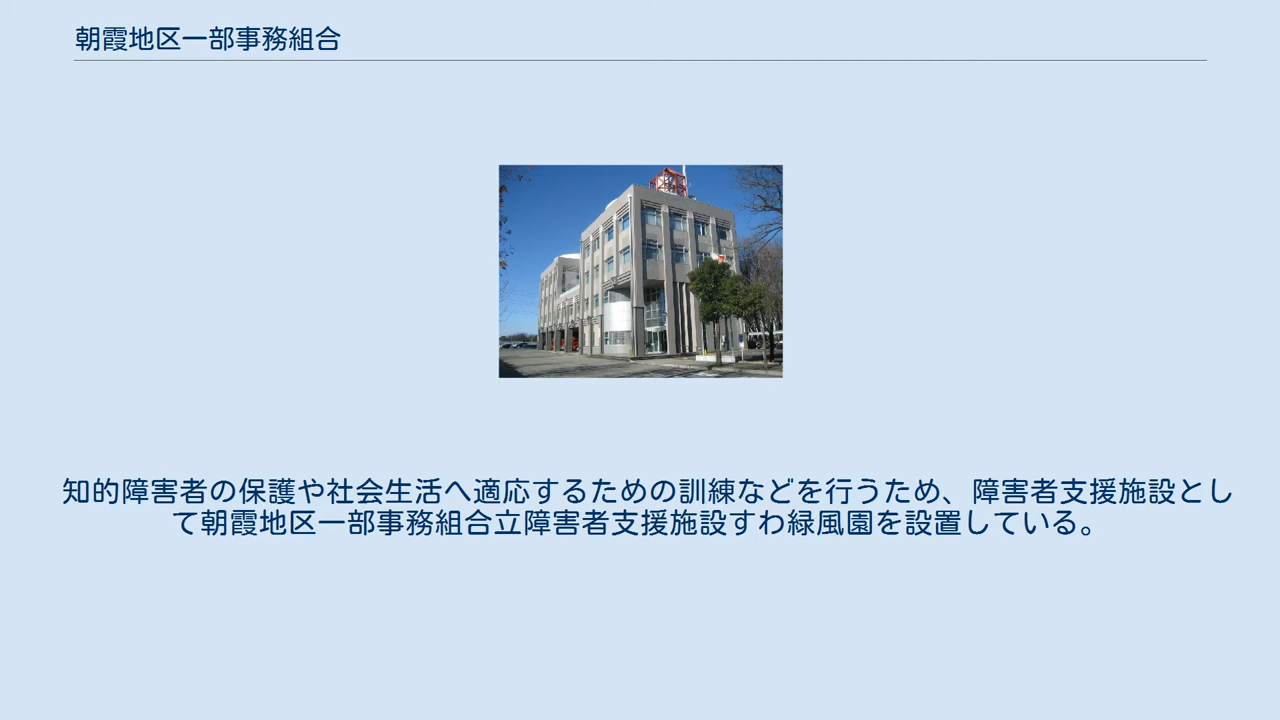 朝霞地区一部事務組合
知的障害者の保護や社会生活へ適応するための訓練などを行うため、障害者支援施設とし
て朝霞地区一部事務組合立障害者支援施設すわ緑風園を設置している。